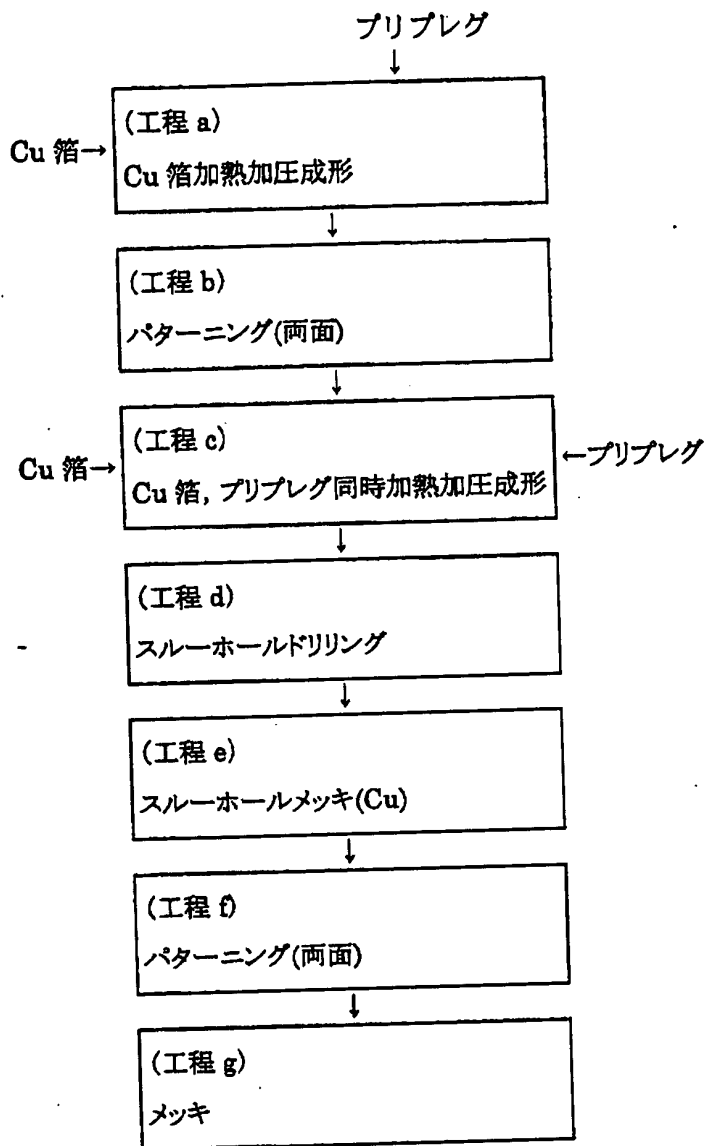 プリプレグ
↓
(工程 a)
Cu 箔→
Cu 箔加熱加圧成形
↓
(工程 b)
パターニング(両面)
↓
(工程 c)
Cu 箔→
←プリプレグ
Cu 箔, プリプレグ同時加熱加圧成形
↓
(工程 d)
スルーホールドリリング
↓
(工程 e)
スルーホールメッキ(Cu)
↓
(工程 f)
パターニング(両面)
↓
(工程 g)
メッキ